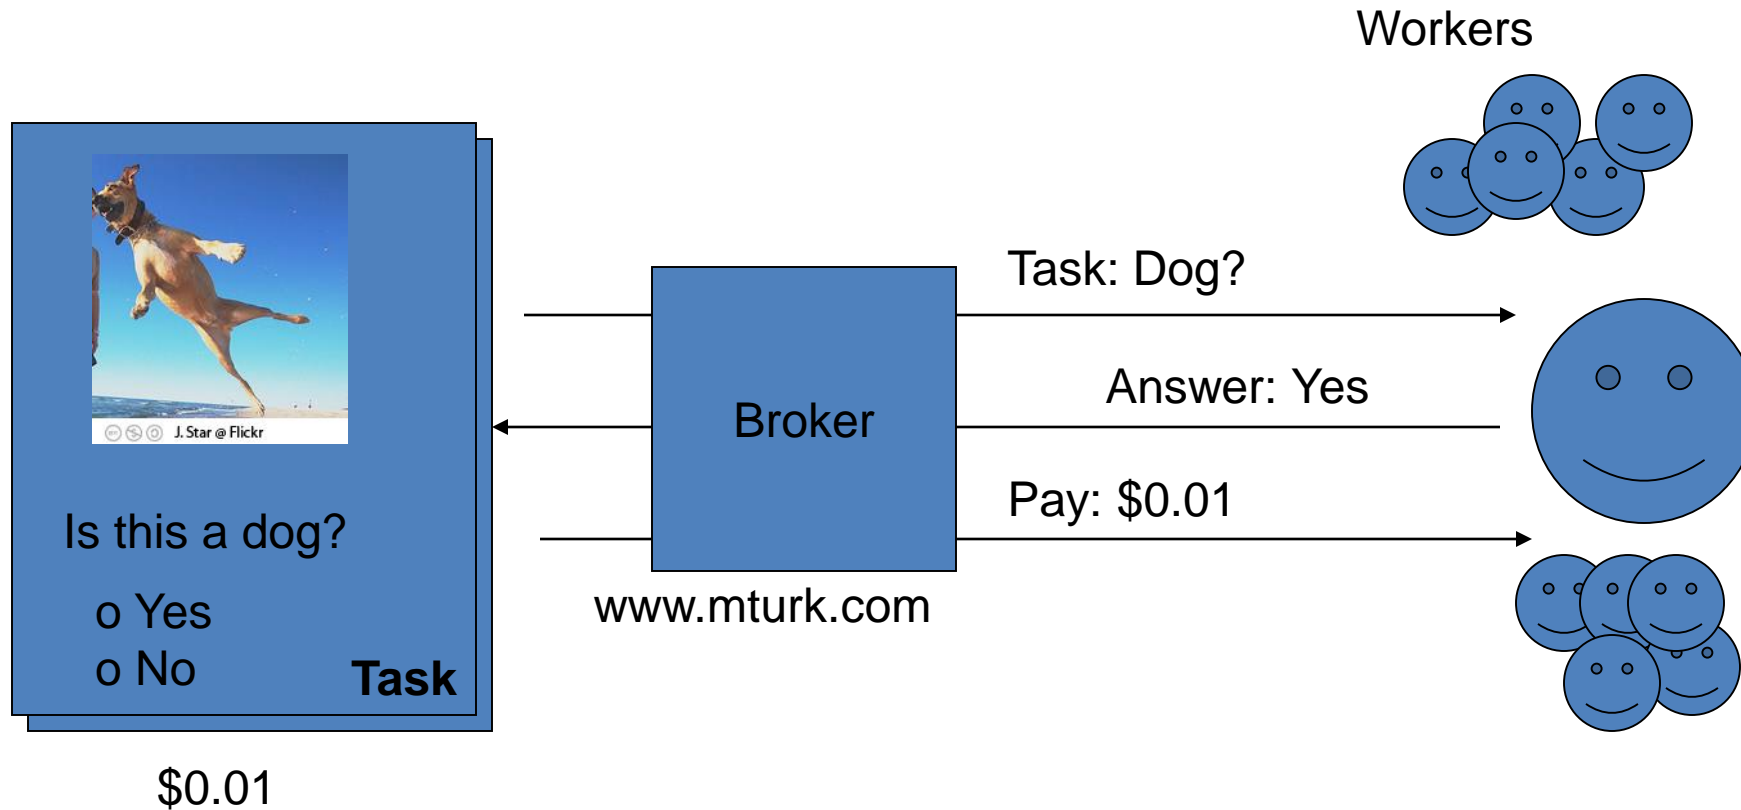 Workers
J. Star @ Flickr
Is this a dog?
o Yes
o No
Task
$0.01
Broker
www.mturk.com
Task: Dog?
Answer: Yes
Pay: $0.01